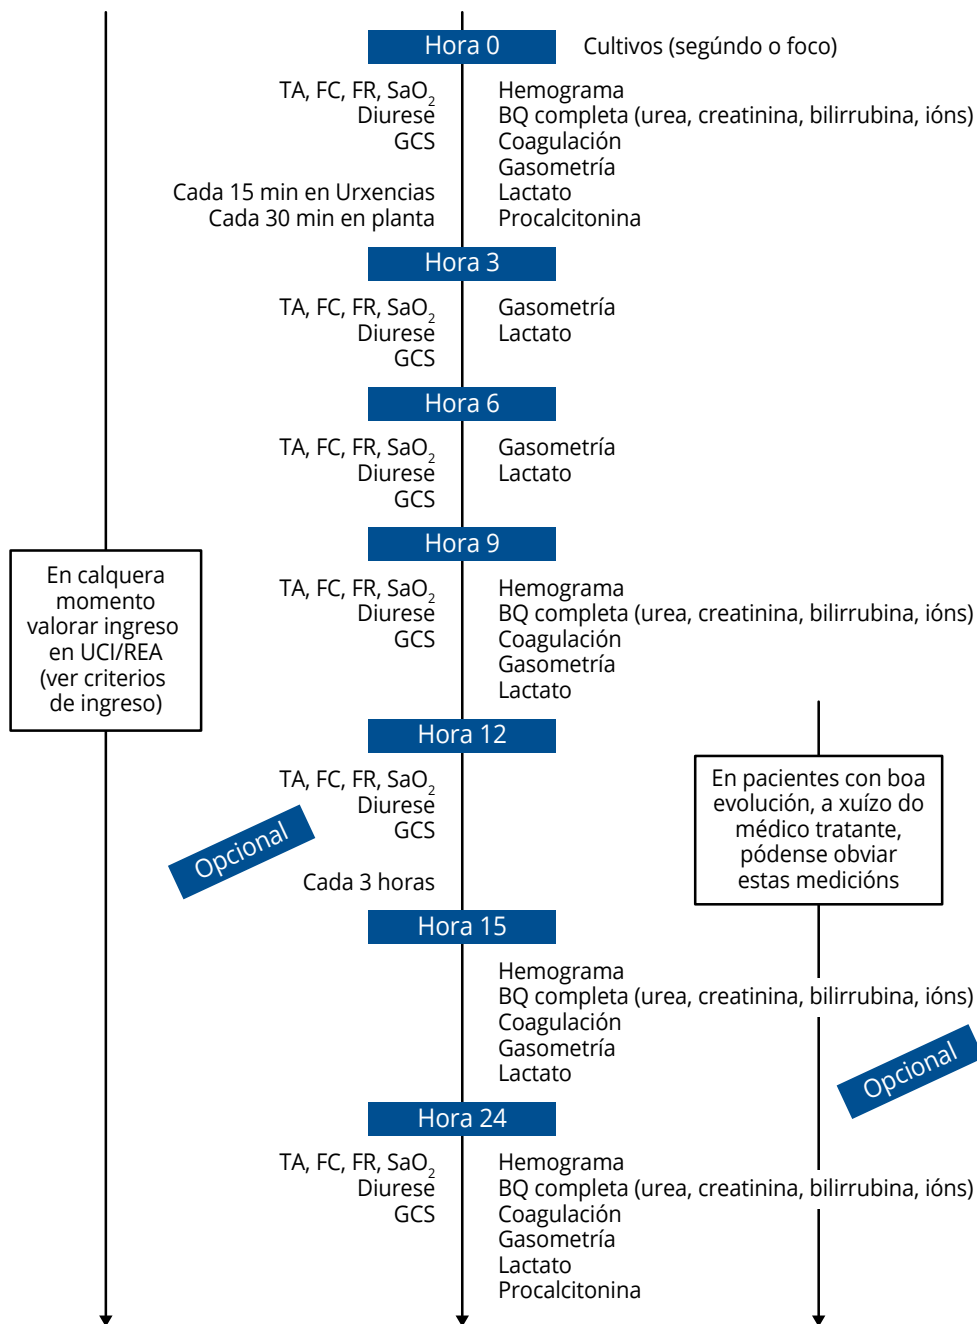 Hora 0
Cultivos (segúndo o foco)
TA, FC, FR, SaO2
Diurese
GCS
Cada 15 min en Urxencias
Cada 30 min en planta
Hemograma
BQ completa (urea, creatinina, bilirrubina, ións)
Coagulación
Gasometría
Lactato
Procalcitonina
Hora 3
TA, FC, FR, SaO2
Diurese
GCS
Gasometría
Lactato
Hora 6
TA, FC, FR, SaO2
Diurese
GCS
Gasometría
Lactato
Hora 9
TA, FC, FR, SaO2
Diurese
GCS
Hemograma
BQ completa (urea, creatinina, bilirrubina, ións)
Coagulación
Gasometría
Lactato
En calquera
momento
valorar ingreso
en UCI/REA
(ver criterios
de ingreso)
Hora 12
TA, FC, FR, SaO2
Diurese
GCS
Opcional
Cada 3 horas
En pacientes con boa
evolución, a xuízo do
médico tratante,
pódense obviar
estas medicións
Hora 15
Hemograma
BQ completa (urea, creatinina, bilirrubina, ións)
Coagulación
Gasometría
Lactato
Opcional
Hora 24
TA, FC, FR, SaO2
Diurese
GCS
Hemograma
BQ completa (urea, creatinina, bilirrubina, ións)
Coagulación
Gasometría
Lactato
Procalcitonina